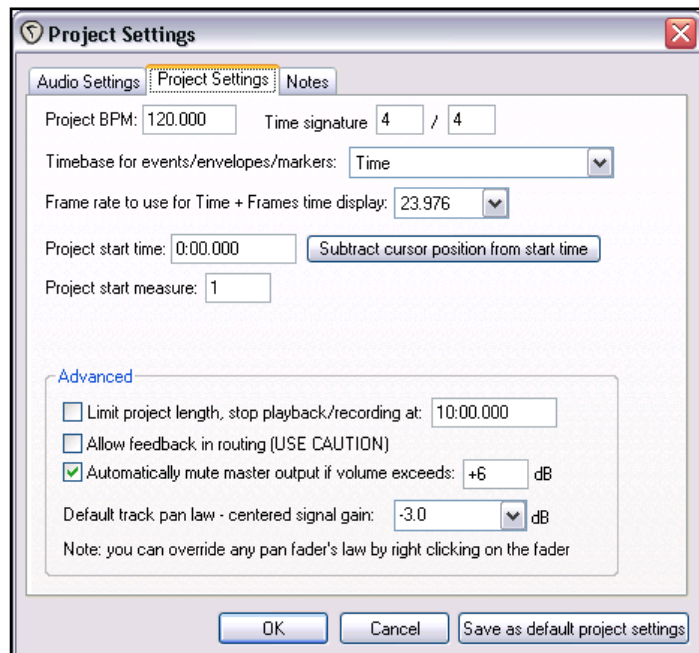 Project Settings
Audio Settings Project Settings Notes
Project BPM: 120.000 Time signature 4 / 4
Timebase for events/envelopes/markers: Time
Frame rate to use for Time + Frames time display: 23.976
Project start time: 0:00.000 Subtract cursor position from start time
Project start measure: 1
Advanced
Limit project length, stop playback/recording at: 10:00.000
Allow feedback in routing (USE CAUTION)
Automatically mute master output if volume exceeds: +6 dB
Default track pan law - centered signal gain: -3.0 dB
Note: you can override any pan fader's law by right clicking on the fader
OK Cancel Save as default project settings